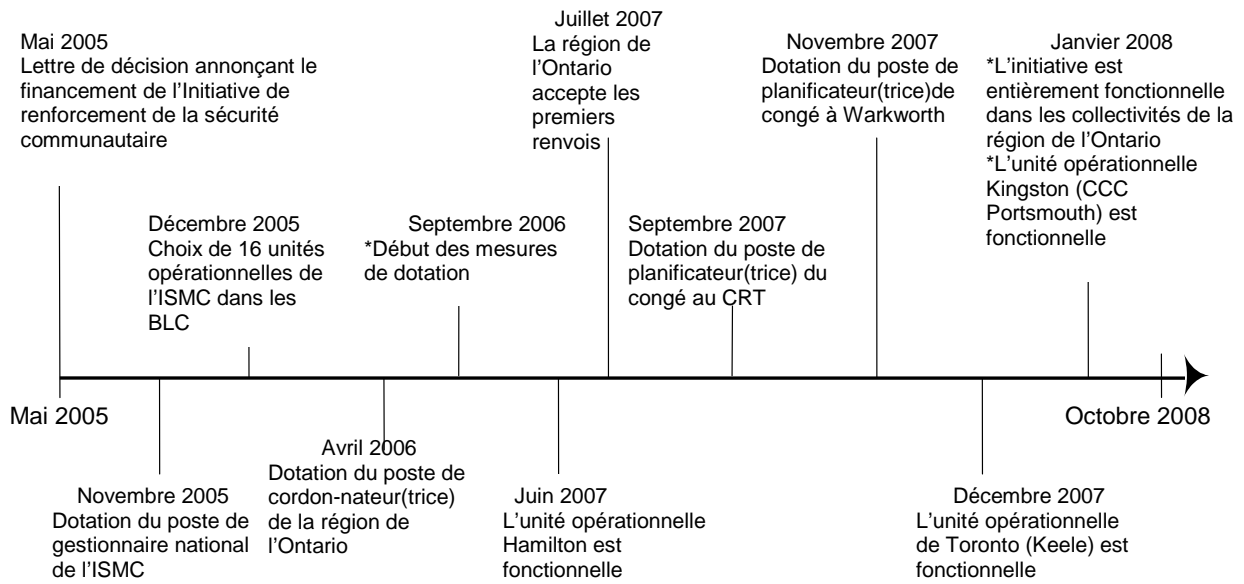 Mai 2005
Lettre de décision annonçant le
financement de l'Initiative de
renforcement de la sécurité
communautaire
Juillet 2007
La région de
l'Ontario
accepte les
premiers
renvois
Novembre 2007
Dotation du poste de
planificateur(trice)de
congé à Warkworth
Janvier 2008
*L'initiative est
entièrement fonctionnelle
dans les collectivités de la
région de l'Ontario
*L'unité opérationnelle
Kingston (CCC
Portsmouth) est
fonctionnelle
Décembre 2005
Choix de 16 unités
opérationnelles de
l'ISMC dans les
BLC
Septembre 2006
*Début des mesures
de dotation
Septembre 2007
Dotation du poste de
planificateur(trice) du
congé au CRT
Mai 2005
Octobre 2008
Novembre 2005
Dotation du poste de
gestionnaire national
de l'ISMC
Avril 2006
Dotation du poste de
cordon-nateur(trice)
de la région de
l'Ontario
Juin 2007
L'unité opérationnelle
Hamilton est
fonctionnelle
Décembre 2007
L'unité opérationnelle
de Toronto (Keele) est
fonctionnelle